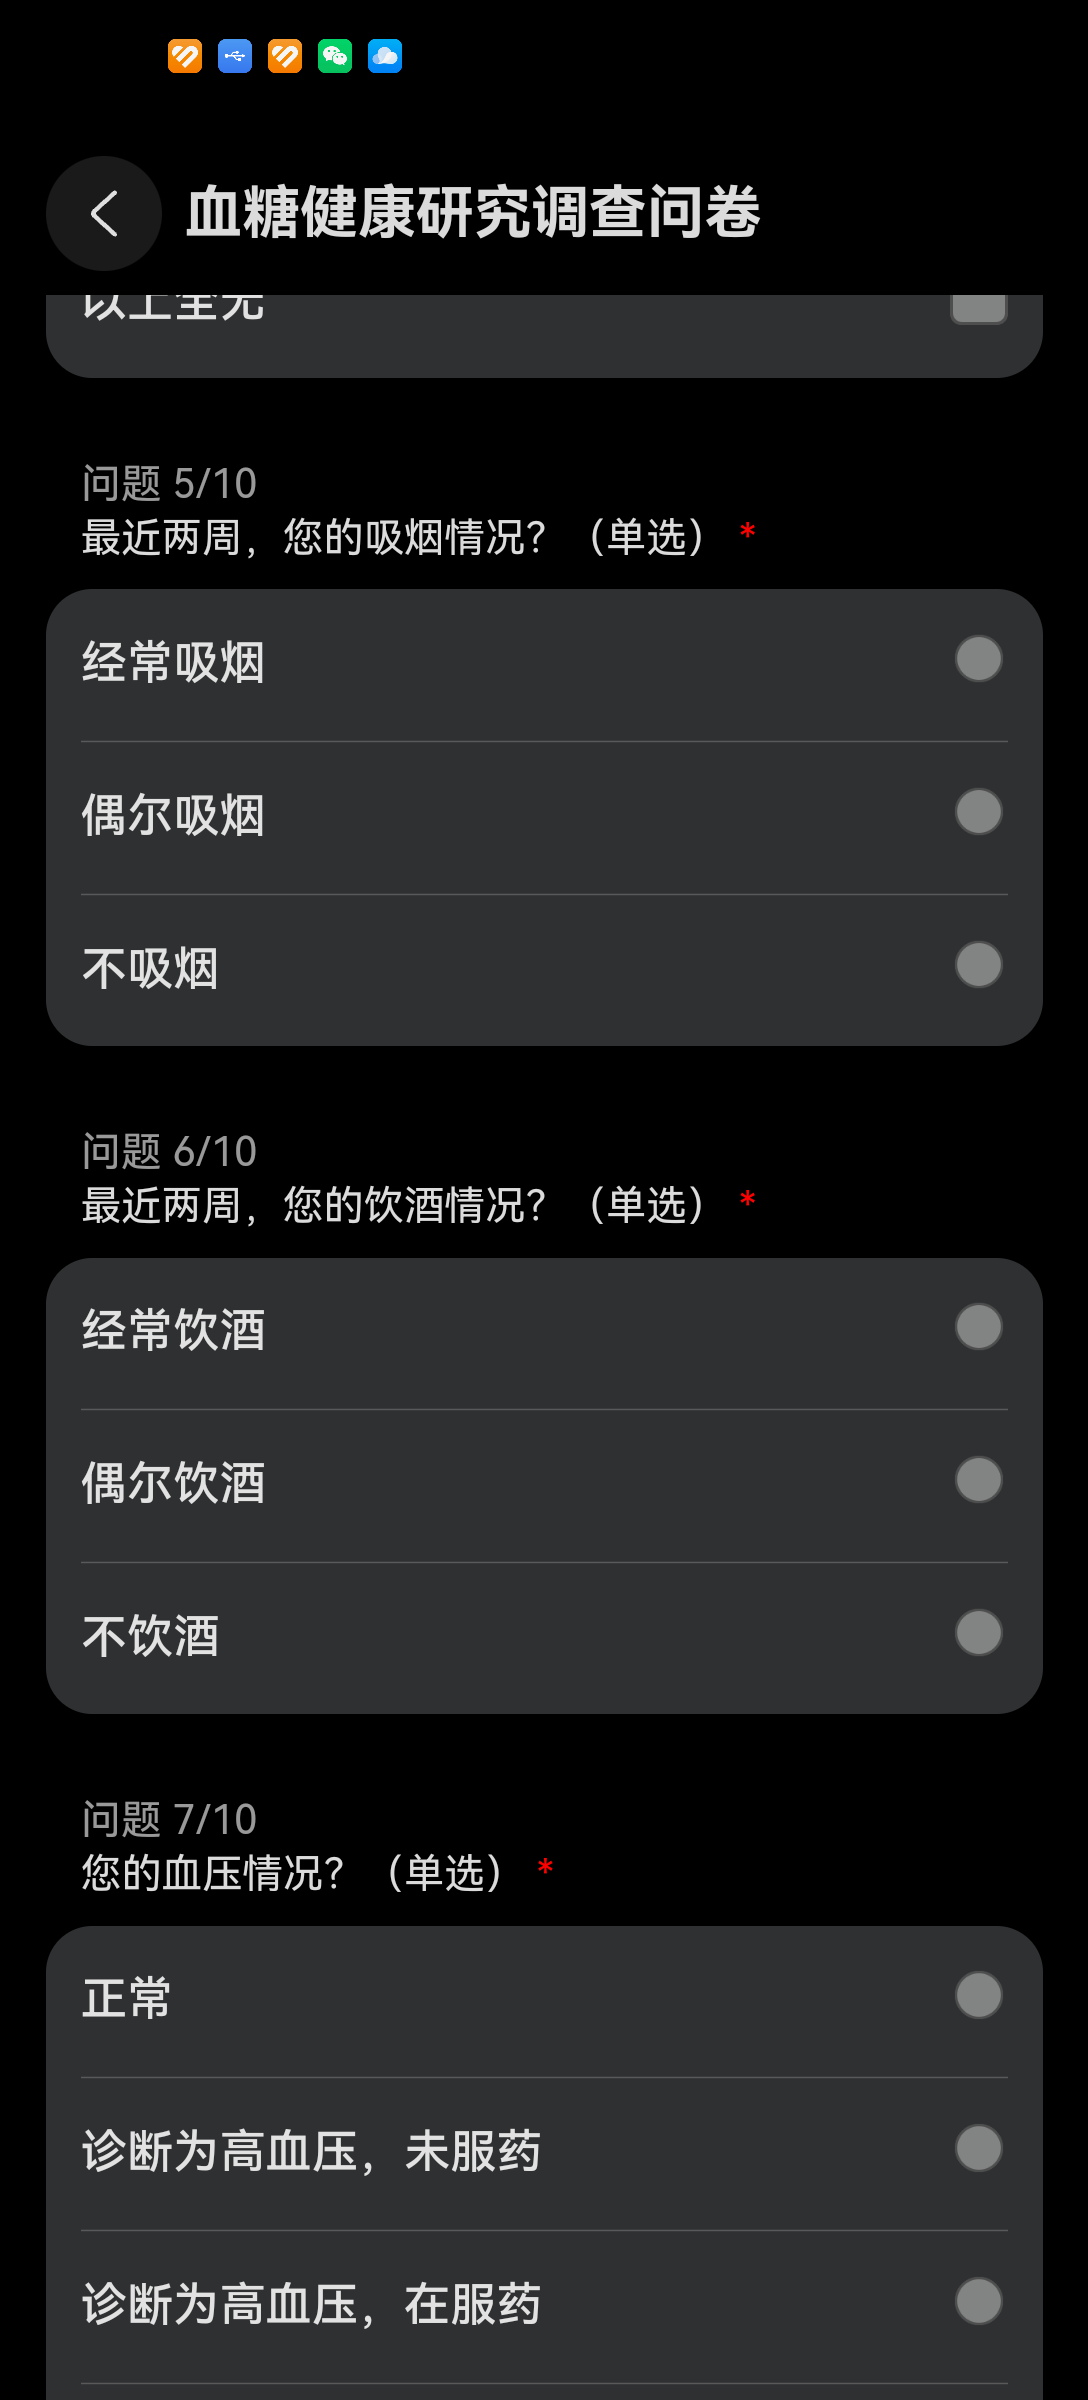 血糖健康研究调查问卷
以上全无
问题 5/10
最近两周，您的吸烟情况？（单选） *
经常吸烟
偶尔吸烟
不吸烟
问题 6/10
最近两周，您的饮酒情况？（单选） *
经常饮酒
偶尔饮酒
不饮酒
问题 7/10
您的血压情况？（单选） *
正常
诊断为高血压，未服药
诊断为高血压，在服药